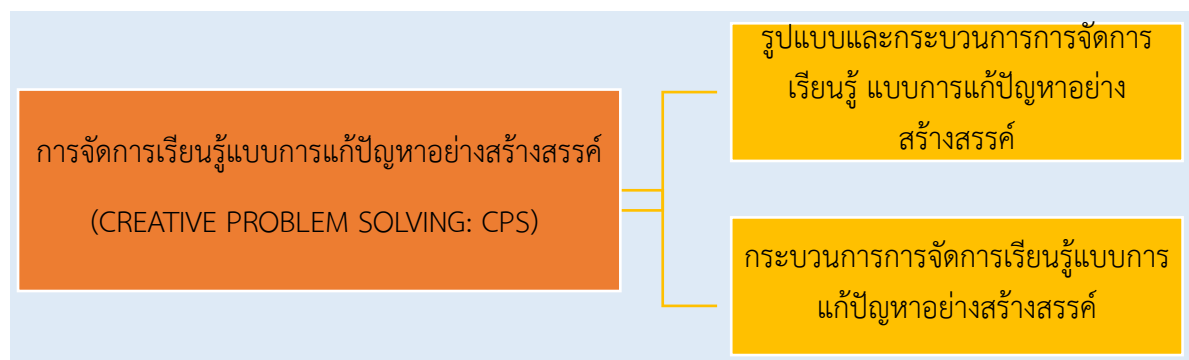 การจัดการเรียนรู้แบบการแก้ปัญหาอย่างสร้างสรรค์
(CREATIVE PROBLEM SOLVING: CPS)
รูปแบบและกระบวนการการจัดการ
เรียนรู้ แบบการแก้ปัญหาอย่าง
สร้างสรรค์
กระบวนการการจัดการเรียนรู้แบบการ
แก้ปัญหาอย่างสร้างสรรค์